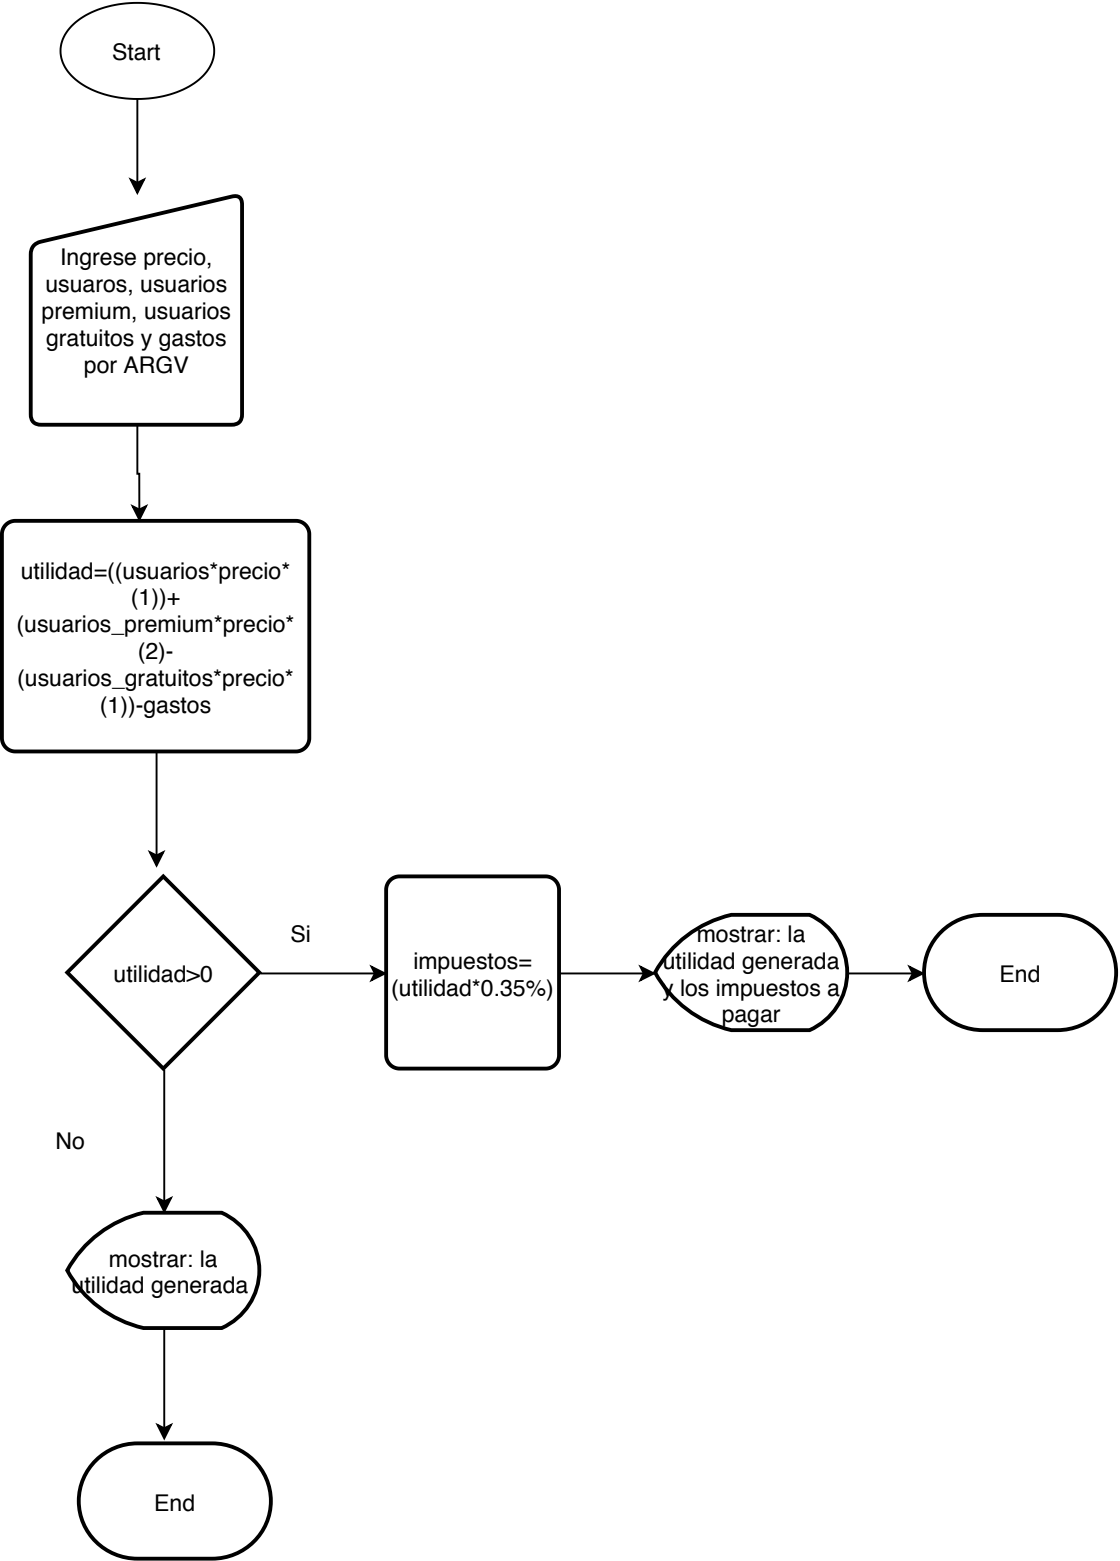 Start
Ingrese precio,
usuaros, usuarios
premium, usuarios
gratuitos y gastos
por ARGV
utilidad=((usuarios*precio*
(1))+
(usuarios_premium*precio*
(2)-
(usuarios_gratuitos*precio*
(1))-gastos
utilidad>0
Si
impuestos=
(utilidad*0.35%)
mostrar: la
utilidad generada
y los impuestos a
pagar
End
No
mostrar: la
utilidad generada
End